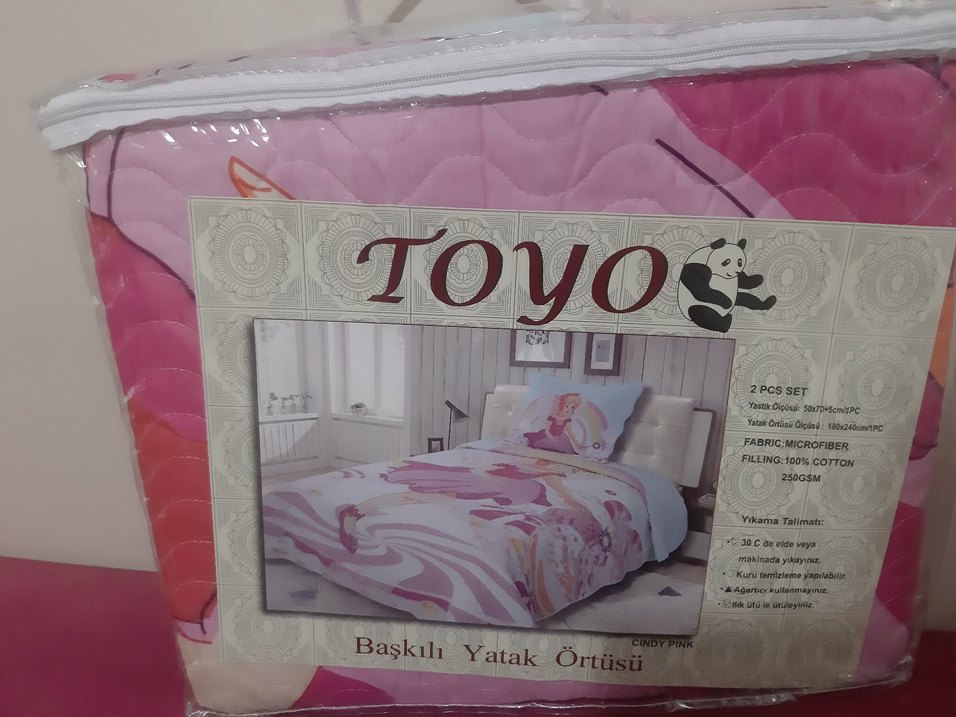 TOYO
2 PCS SET
Yastik Ölçüsü: 50x70+5cm/1PC
Yatak Örtüsü Ölçüsü : 180x240cm/1PC
FABRIC;MICROFIBER
FILLING:100% COTTON
250GSM
Yıkama Talimatı:
30 C de elde veya
makinada yıkayınız.
Kuru temizleme yapılabilir.
Ağartici kullanmayınız.
Ilık ütü ile ütüleyiniz.
CINDY PINK
Başkılı Yatak Örtüsü